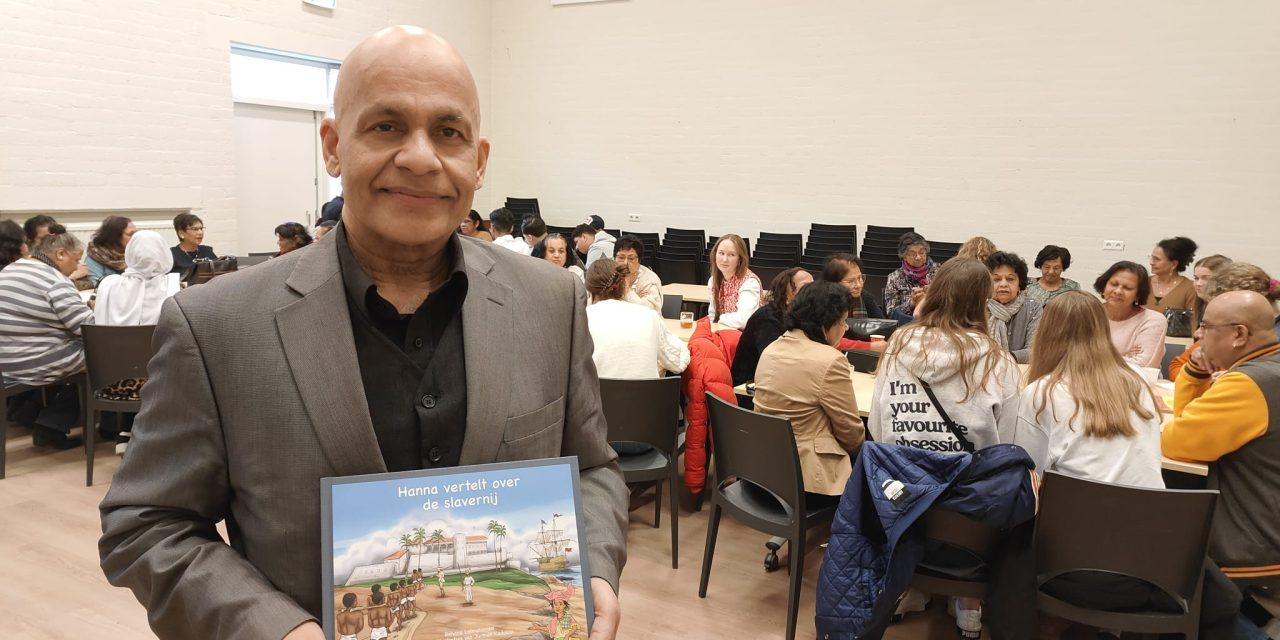 Hanna vertelt over
de slavernij
I'm
your
favourite
obsession